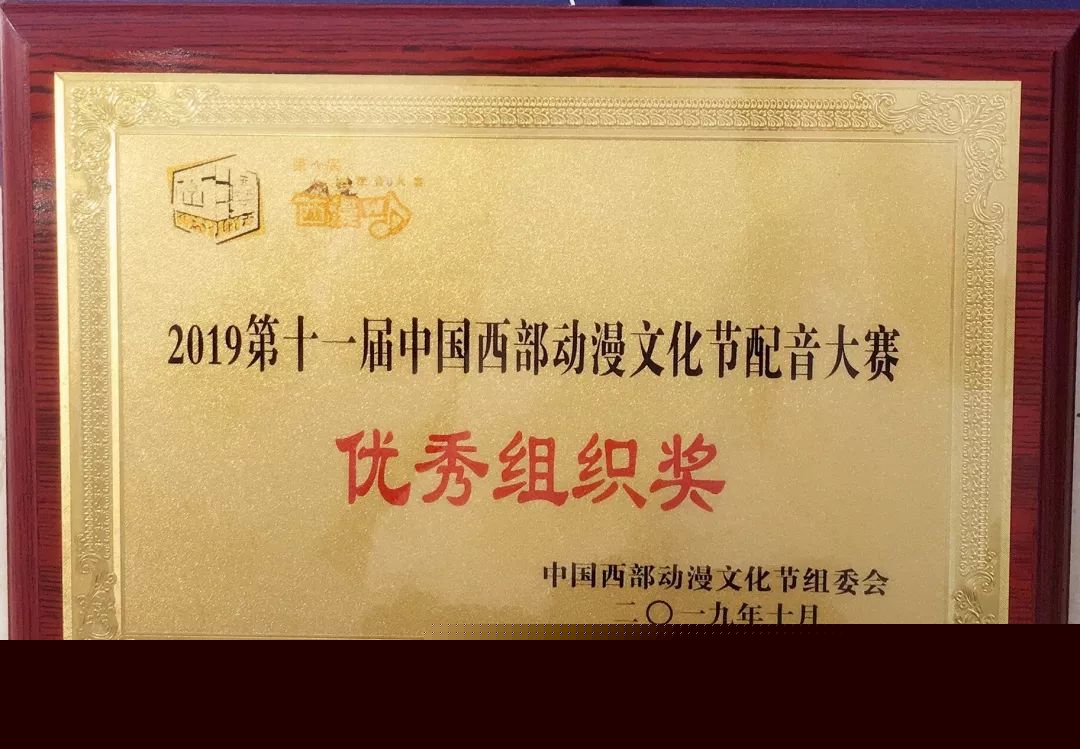 2019第十一届中国西部动漫文化节配音大赛
优秀组织奖
中国西部动漫文化节组委会
二〇一九年十月